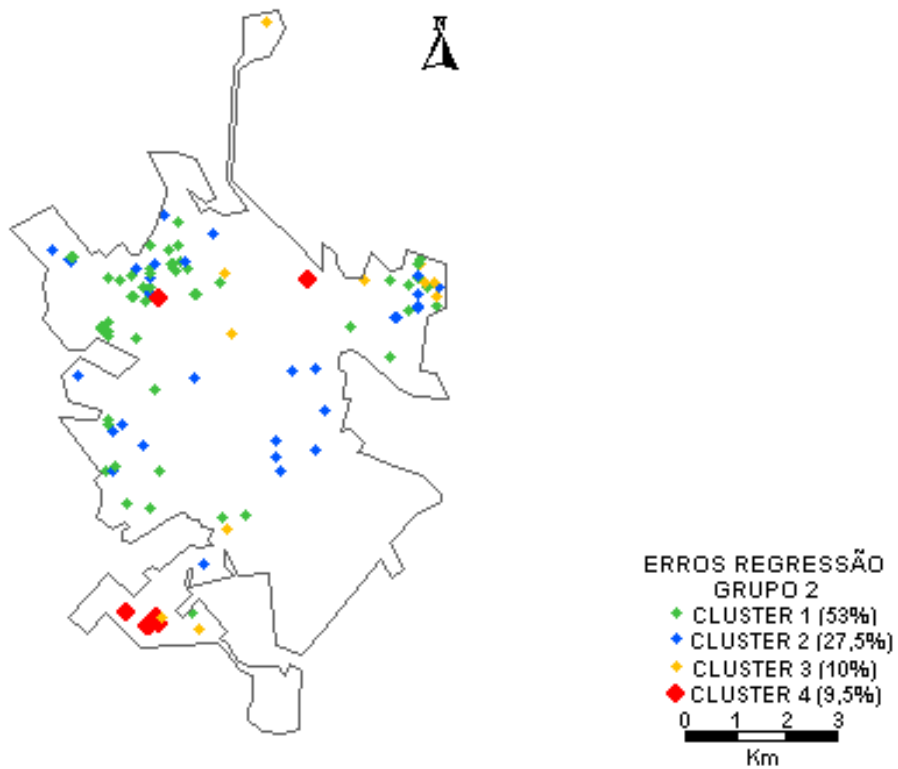 N
ERROS REGRESSÃO
GRUPO 2
CLUSTER 1 (53%)
CLUSTER 2 (27,5%)
CLUSTER 3 (10%)
CLUSTER 4 (9,5%)
0 1 2 3
Km